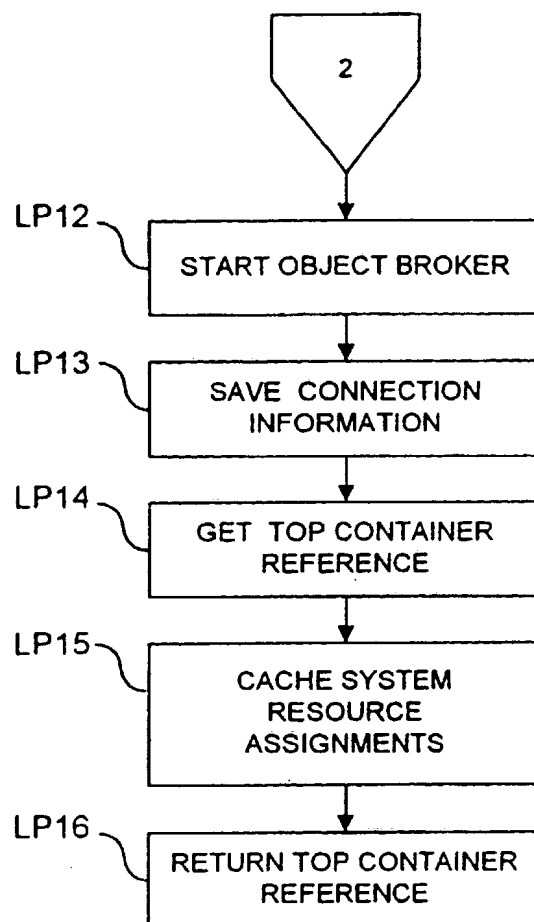 2
LP12
START OBJECT BROKER
LP13
SAVE CONNECTION
INFORMATION
LP14
GET TOP CONTAINER
REFERENCE
LP15
CACHE SYSTEM
RESOURCE
ASSIGNMENTS
LP16
RETURN TOP CONTAINER
REFERENCE